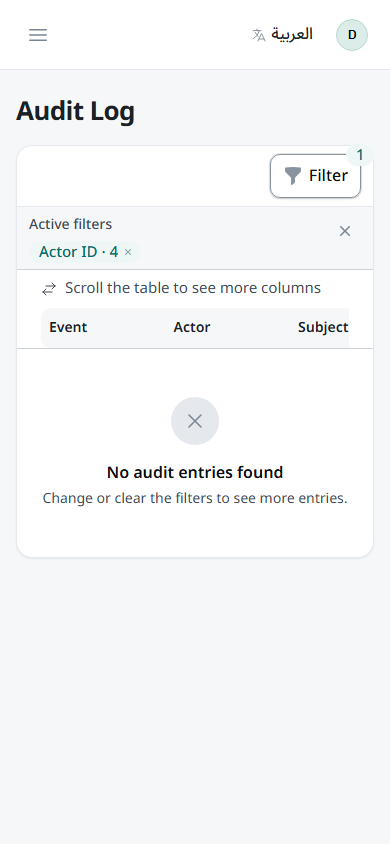 العربية
D
Audit Log
1
Filter
Active filters
Actor ID · 4 ×
Scroll the table to see more columns
Event Actor Subject
No audit entries found
Change or clear the filters to see more entries.